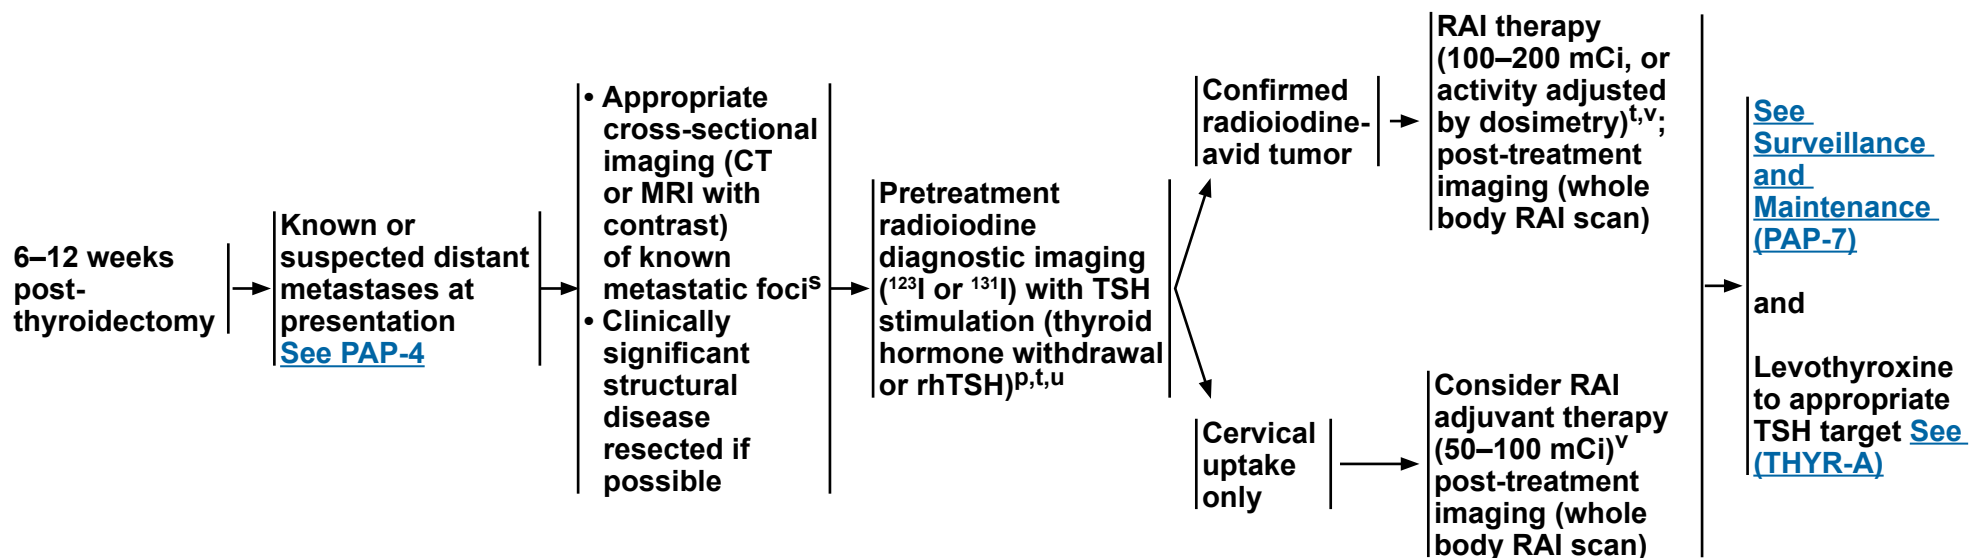 6–12 weeks
post-
thyroidectomy
Known or
suspected distant
metastases at
presentation
See PAP-4
• Appropriate
cross-sectional
imaging (CT
or MRI with
contrast)
of known
metastatic fociˢ
• Clinically
significant
structural
disease
resected if
possible
Pretreatment
radioiodine
diagnostic imaging
(¹²³I or ¹³¹I) with TSH
stimulation (thyroid
hormone withdrawal
or rhTSH)ᵖ,ᵗ,ᵘ
Confirmed
radioiodine-
avid tumor
RAI therapy
(100–200 mCi, or
activity adjusted
by dosimetry)ᵗ,ᵛ;
post-treatment
imaging (whole
body RAI scan)
Cervical
uptake
only
Consider RAI
adjuvant therapy
(50–100 mCi)ᵛ
post-treatment
imaging (whole
body RAI scan)
See
Surveillance
and
Maintenance
(PAP-7)
and
Levothyroxine
to appropriate
TSH target See
(THYR-A)